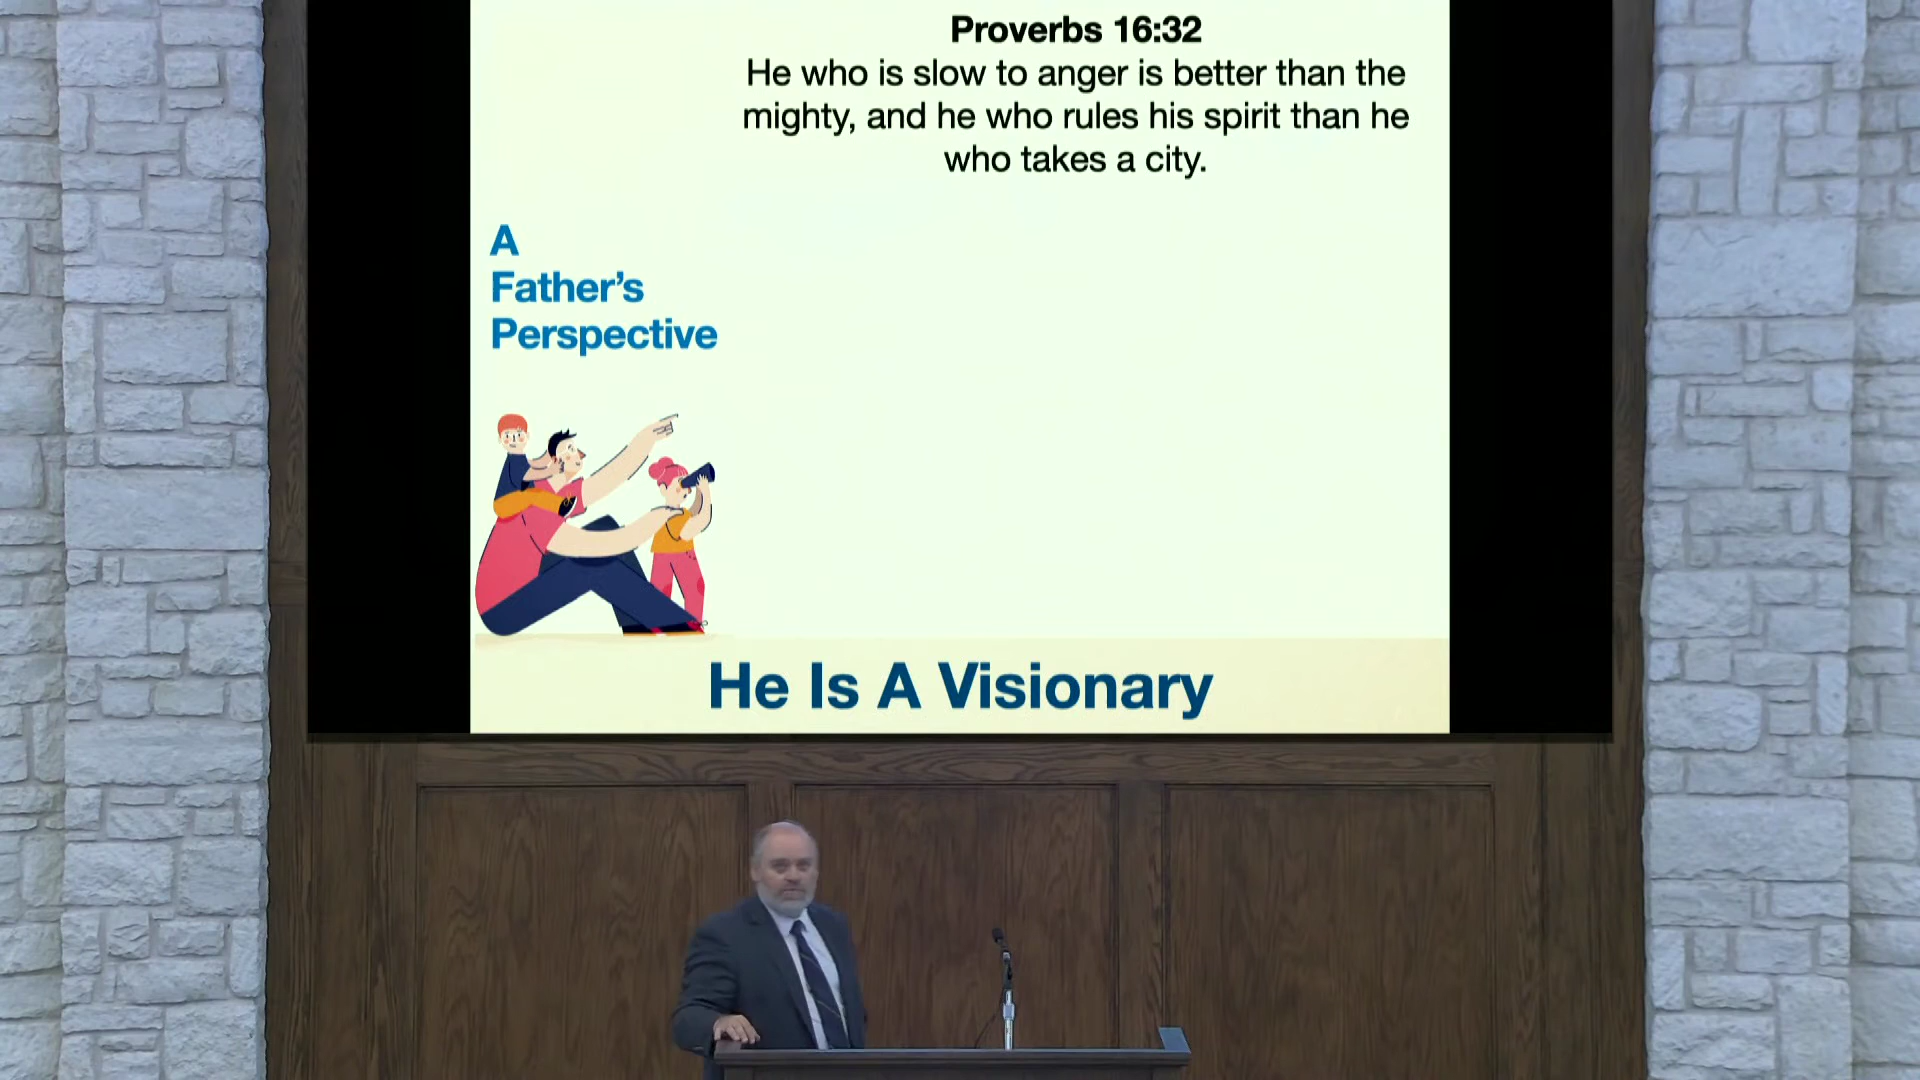 Proverbs 16:32
He who is slow to anger is better than the
mighty, and he who rules his spirit than he
who takes a city.
A
Father’s
Perspective
He Is A Visionary